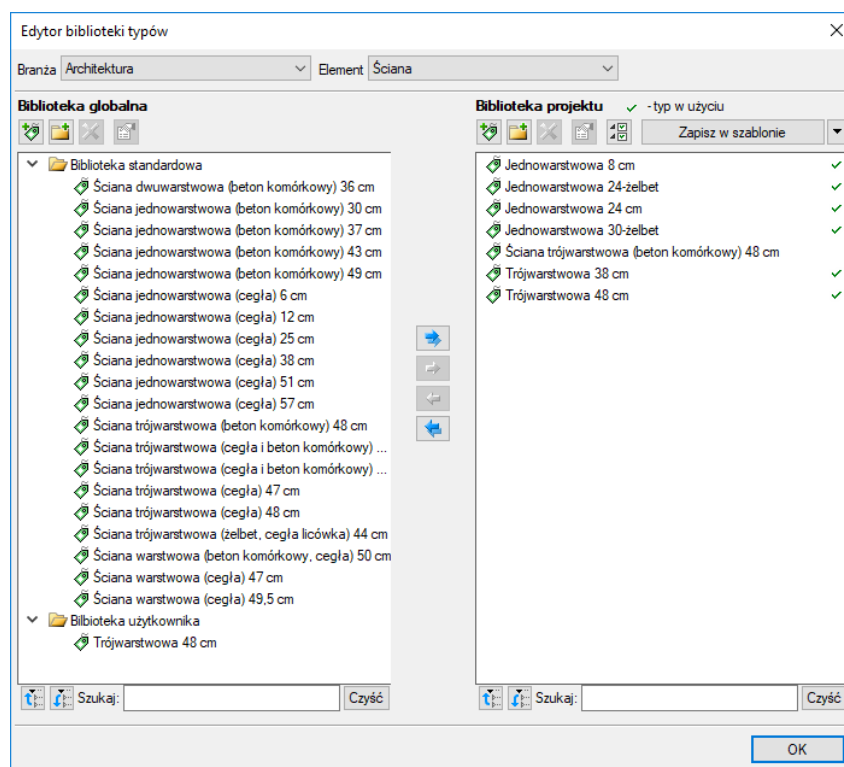 Edytor biblioteki typów
Branża Architektura Element Ściana
Biblioteka globalna
Biblioteka standardowa
Ściana dwuwarstwowa (beton komórkowy) 36 cm
Ściana jednowarstwowa (beton komórkowy) 30 cm
Ściana jednowarstwowa (beton komórkowy) 37 cm
Ściana jednowarstwowa (beton komórkowy) 43 cm
Ściana jednowarstwowa (beton komórkowy) 49 cm
Ściana jednowarstwowa (cegła) 6 cm
Ściana jednowarstwowa (cegła) 12 cm
Ściana jednowarstwowa (cegła) 25 cm
Ściana jednowarstwowa (cegła) 38 cm
Ściana jednowarstwowa (cegła) 51 cm
Ściana jednowarstwowa (cegła) 57 cm
Ściana trójwarstwowa (beton komórkowy) 48 cm
Ściana trójwarstwowa (cegła i beton komórkowy) ...
Ściana trójwarstwowa (cegła i beton komórkowy) ...
Ściana trójwarstwowa (cegła) 47 cm
Ściana trójwarstwowa (cegła) 48 cm
Ściana trójwarstwowa (żelbet, cegła licówka) 44 cm
Ściana warstwowa (beton komórkowy, cegła) 50 cm
Ściana warstwowa (cegła) 47 cm
Ściana warstwowa (cegła) 49,5 cm
Bilbioteka użytkownika
Trójwarstwowa 48 cm
Szukaj: Czyść
Biblioteka projektu ✓ -typ w użyciu
Zapisz w szablonie
Jednowarstwowa 8 cm
Jednowarstwowa 24-żelbet
Jednowarstwowa 24 cm
Jednowarstwowa 30-żelbet
Ściana trójwarstwowa (beton komórkowy) 48 cm
Trójwarstwowa 38 cm
Trójwarstwowa 48 cm
Szukaj: Czyść
OK